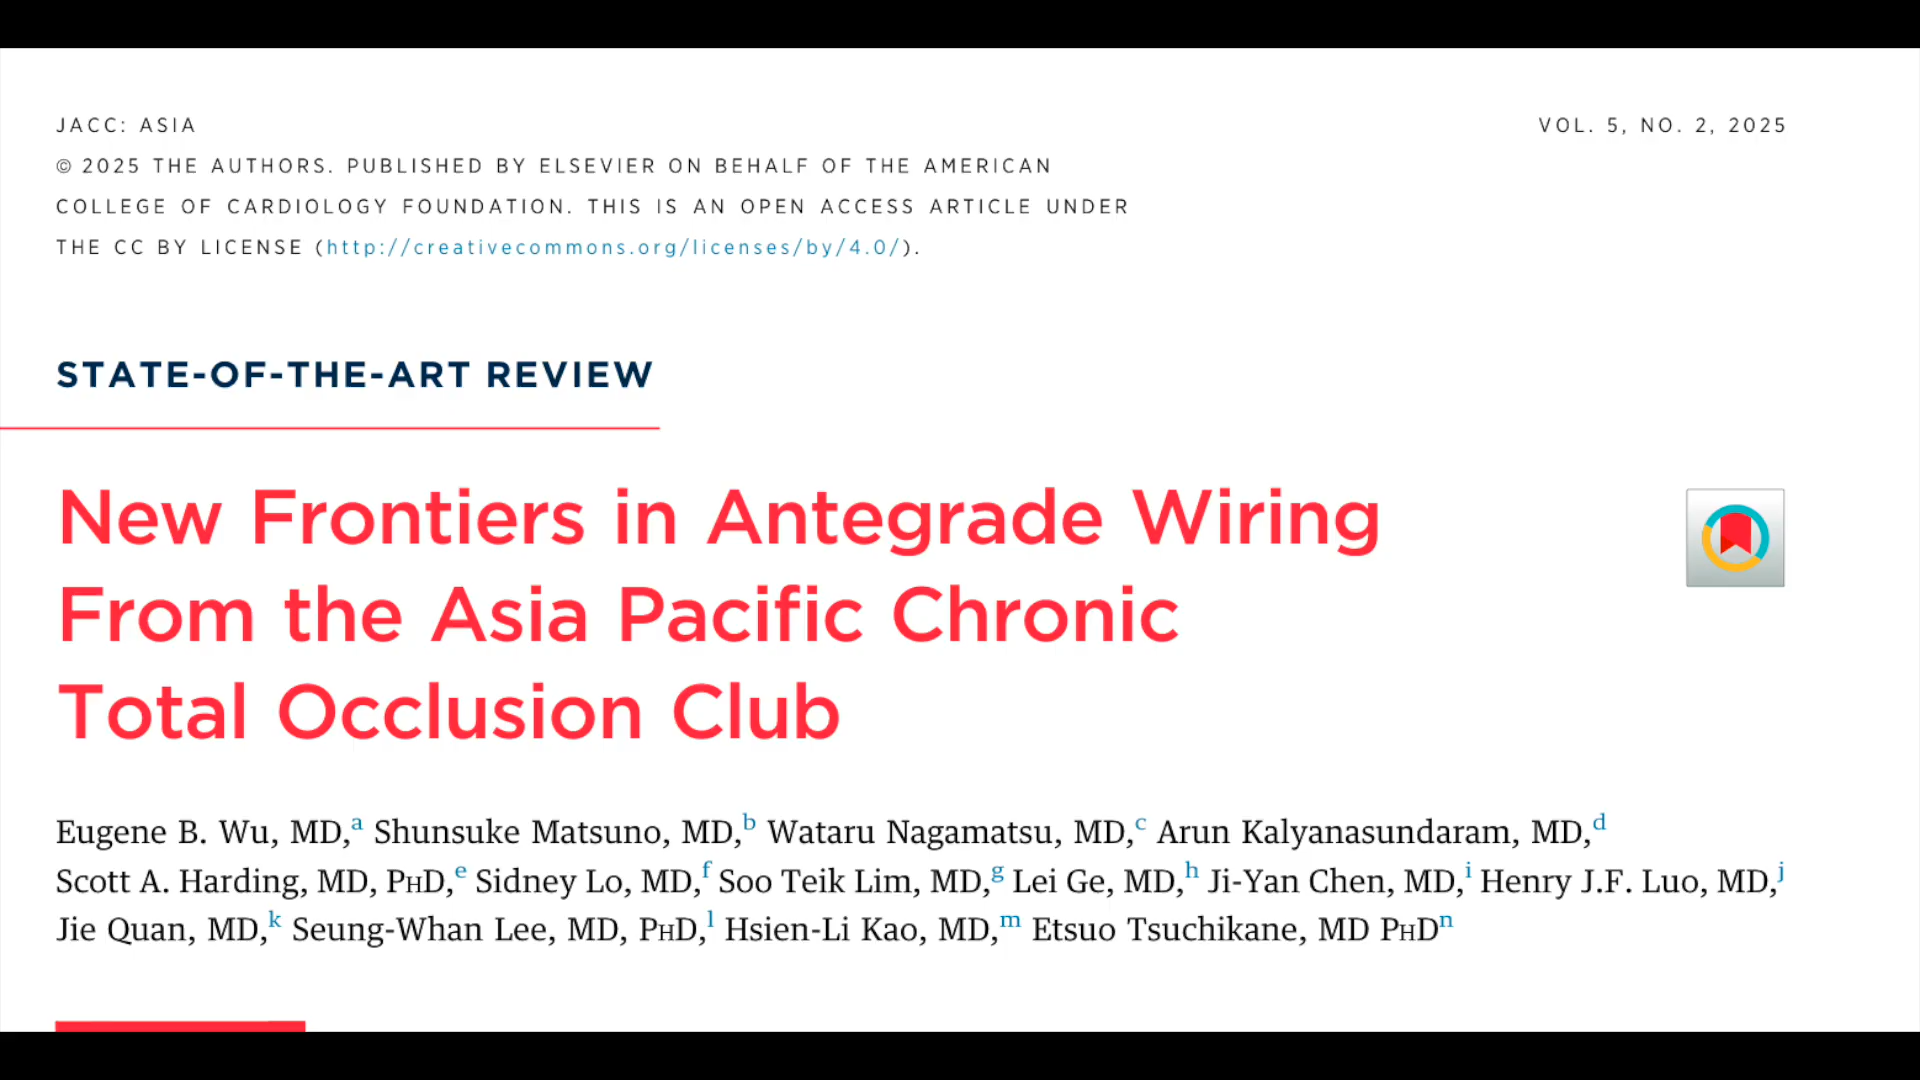 JACC: ASIA
VOL. 5, NO. 2, 2025
© 2025 THE AUTHORS. PUBLISHED BY ELSEVIER ON BEHALF OF THE AMERICAN
COLLEGE OF CARDIOLOGY FOUNDATION. THIS IS AN OPEN ACCESS ARTICLE UNDER
THE CC BY LICENSE (http://creativecommons.org/licenses/by/4.0/).
STATE-OF-THE-ART REVIEW
New Frontiers in Antegrade Wiring
From the Asia Pacific Chronic
Total Occlusion Club
Eugene B. Wu, MD,a Shunsuke Matsuno, MD,b Wataru Nagamatsu, MD,c Arun Kalyanasundaram, MD,d
Scott A. Harding, MD, PHD,e Sidney Lo, MD,f Soo Teik Lim, MD,g Lei Ge, MD,h Ji-Yan Chen, MD,i Henry J.F. Luo, MD,j
Jie Quan, MD,k Seung-Whan Lee, MD, PHD,l Hsien-Li Kao, MD,m Etsuo Tsuchikane, MD PHDn